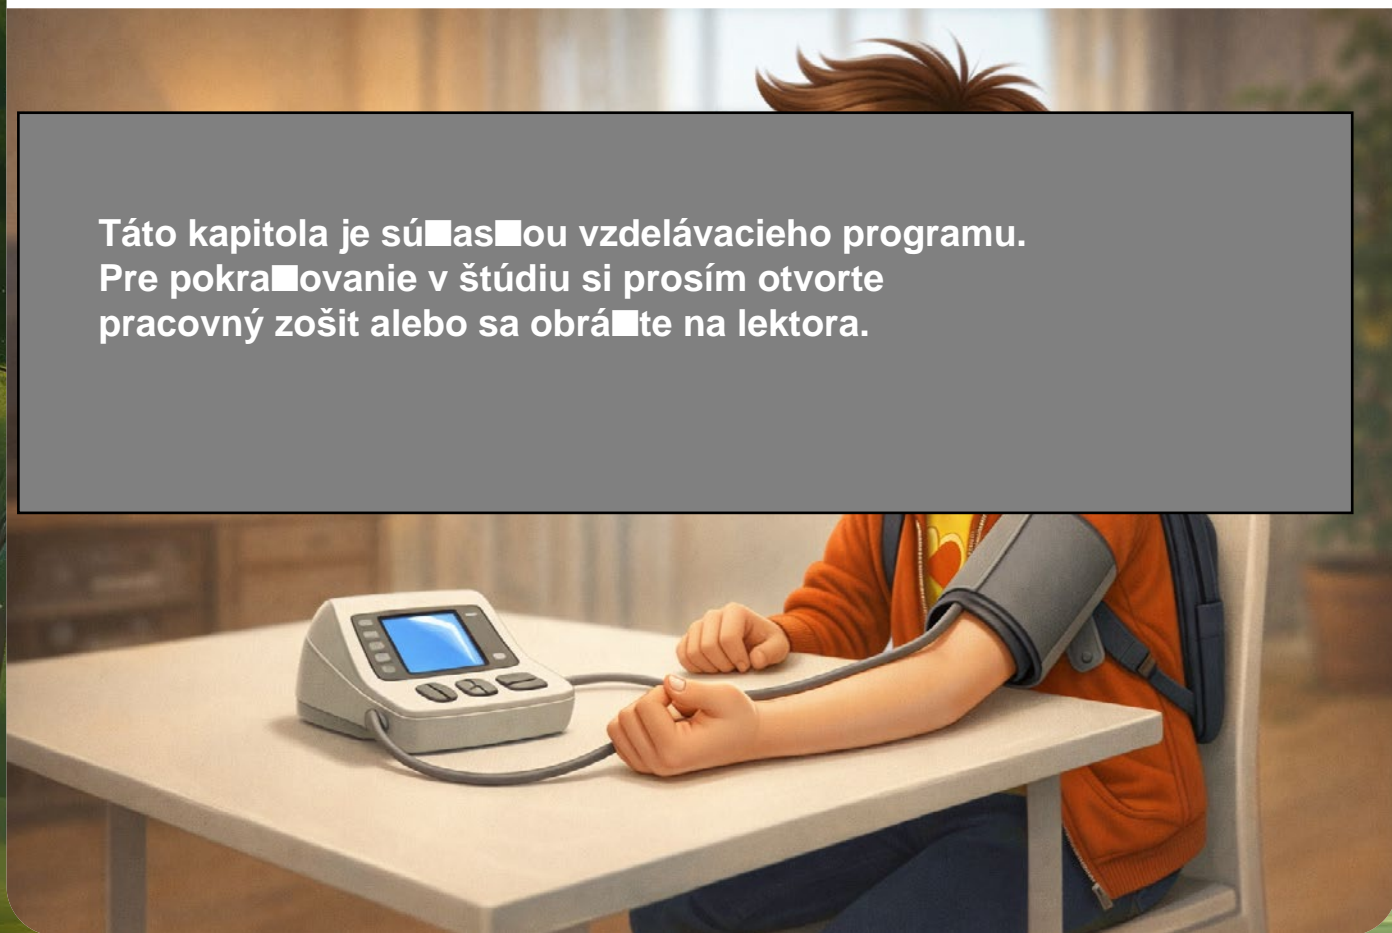 Táto kapitola je sú■as■ou vzdelávacieho programu.
Pre pokra■ovanie v štúdiu si prosím otvorte
pracovný zošit alebo sa obrá■te na lektora.